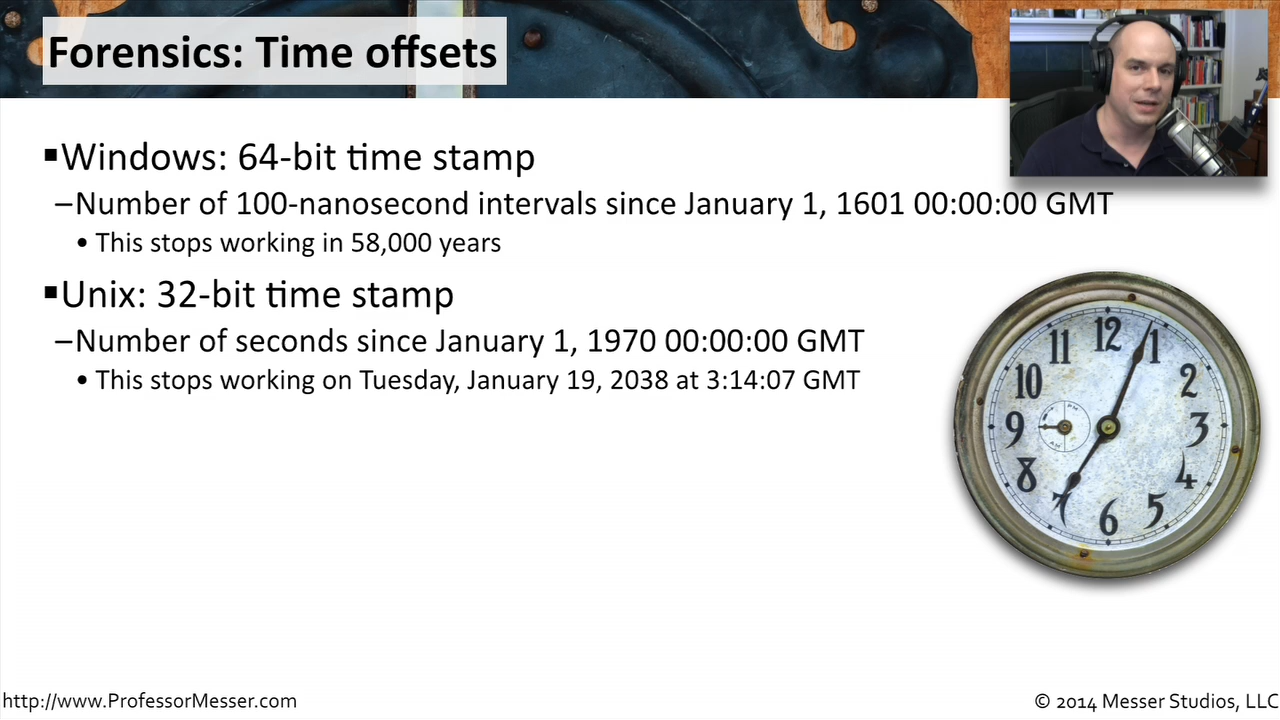 Forensics: Time offsets
▪Windows: 64-bit time stamp
–Number of 100-nanosecond intervals since January 1, 1601 00:00:00 GMT
• This stops working in 58,000 years
▪Unix: 32-bit time stamp
–Number of seconds since January 1, 1970 00:00:00 GMT
• This stops working on Tuesday, January 19, 2038 at 3:14:07 GMT
12
1
2
3
4
5
6
7
8
9
10
11
http://www.ProfessorMesser.com
© 2014 Messer Studios, LLC